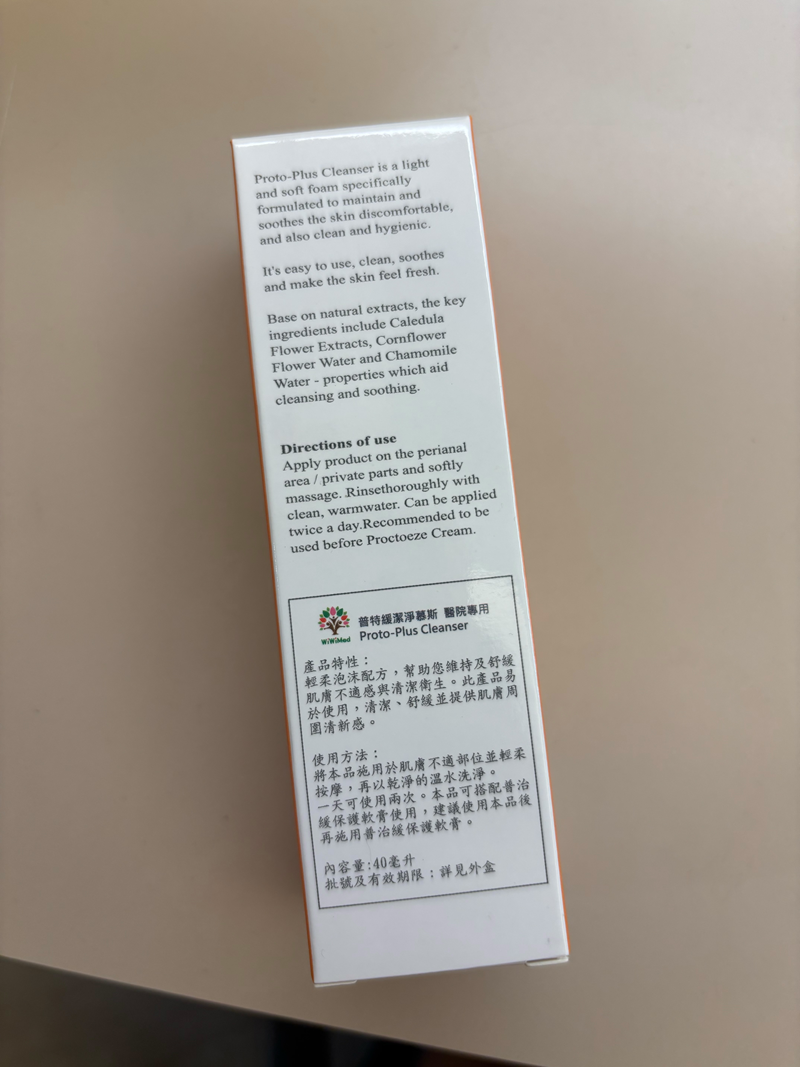 Proto-Plus Cleanser is a light
and soft foam specifically
formulated to maintain and
soothes the skin discomfortable,
and also clean and hygienic.
It's easy to use, clean, soothes
and make the skin feel fresh.
Base on natural extracts, the key
ingredients include Caledula
Flower Extracts, Cornflower
Flower Water and Chamomile
Water - properties which aid
cleansing and soothing.
Directions of use
Apply product on the perianal
area / private parts and softly
massage. Rinsethoroughly with
clean, warmwater. Can be applied
twice a day.Recommended to be
used before Proctoeze Cream.
WiWiMed
普特緩潔淨慕斯 醫院專用
Proto-Plus Cleanser
產品特性：
輕柔泡沫配方，幫助您維持及舒緩
肌膚不適感與清潔衛生。此產品易
於使用，清潔、舒緩並提供肌膚周
圍清新感。
使用方法：
將本品施用於肌膚不適部位並輕柔
按摩，再以乾淨的溫水洗淨。
一天可使用兩次。本品可搭配普治
緩保護軟膏使用，建議使用本品後
再施用普治緩保護軟膏。
內容量:40毫升
批號及有效期限：詳見外盒